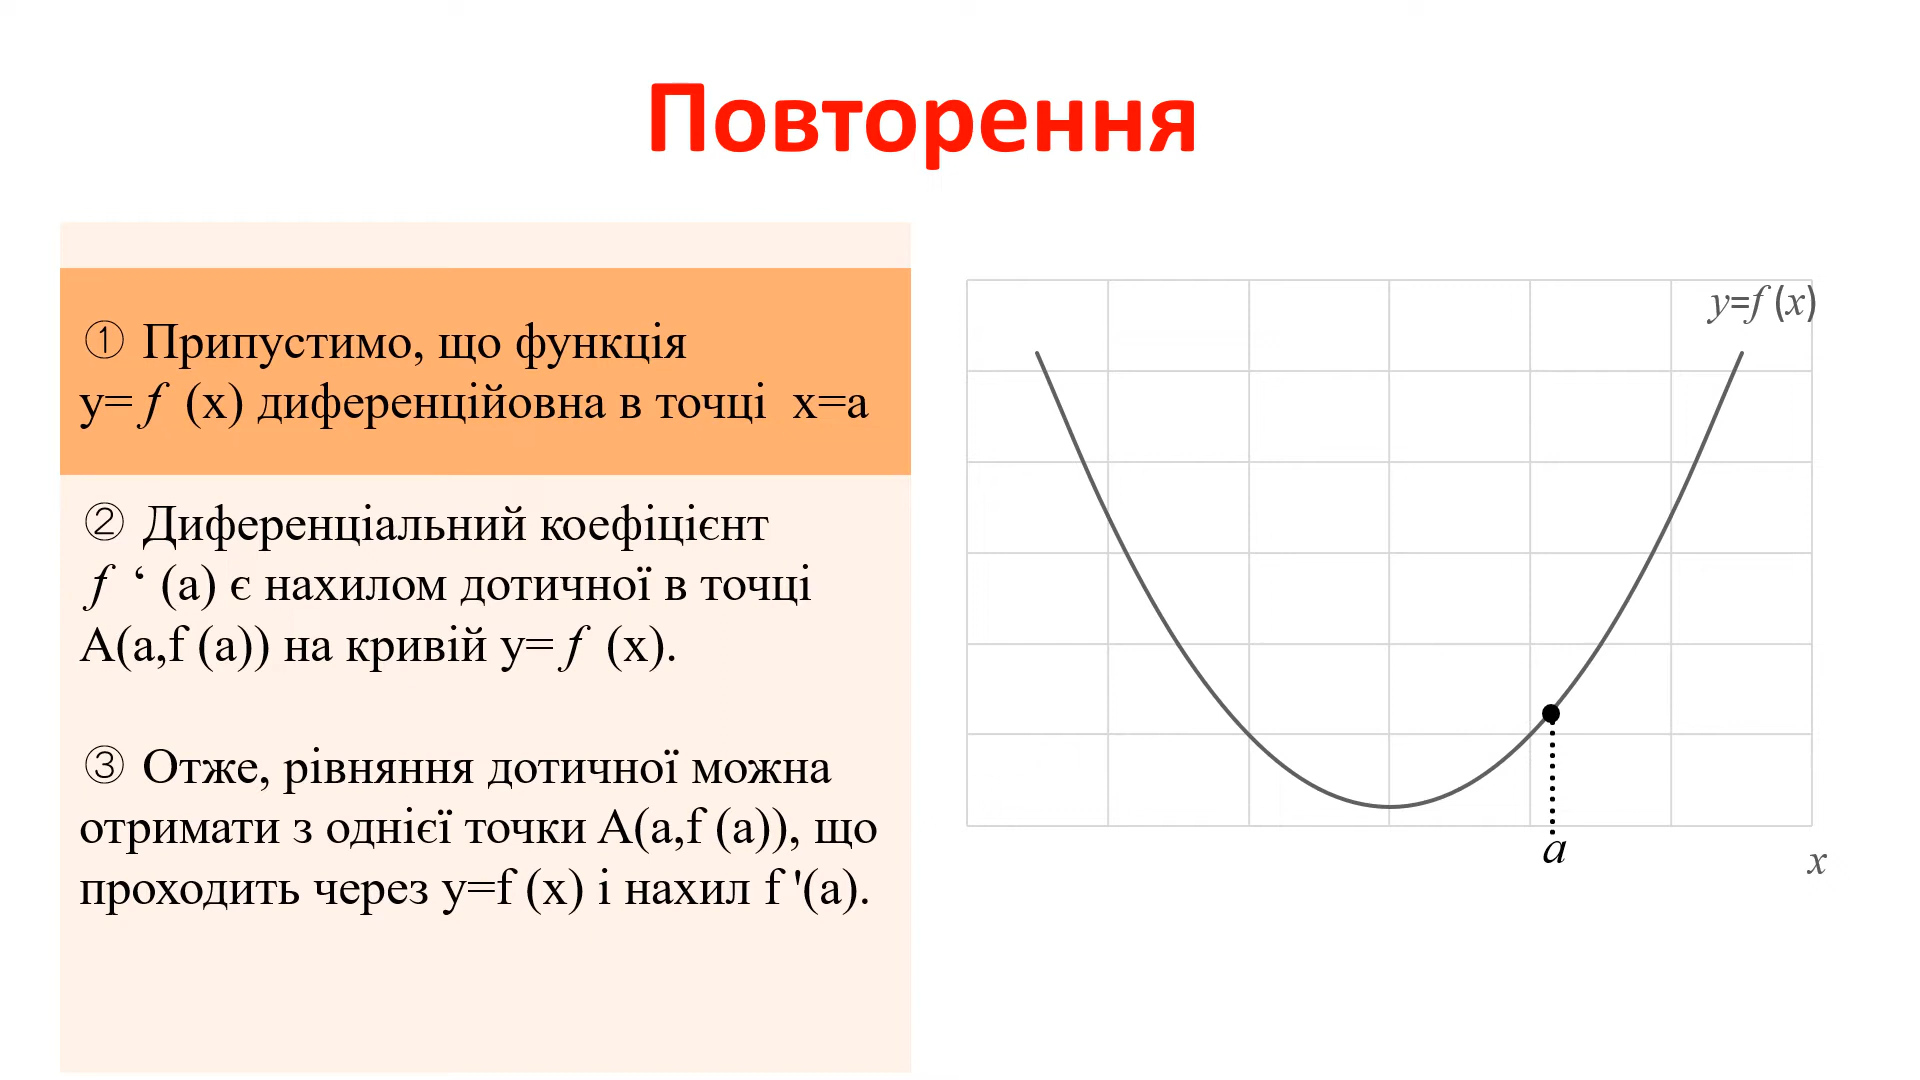 Повторення
① Припустимо, що функція
y=f (x) диференційовна в точці x=a
② Диференціальний коефіцієнт
f ‘ (a) є нахилом дотичної в точці
A(a,f (a)) на кривій y=f (x).
③ Отже, рівняння дотичної можна
отримати з однієї точки A(a,f (a)), що
проходить через y=f (x) і нахил f '(a).
y=f (x)
a
x